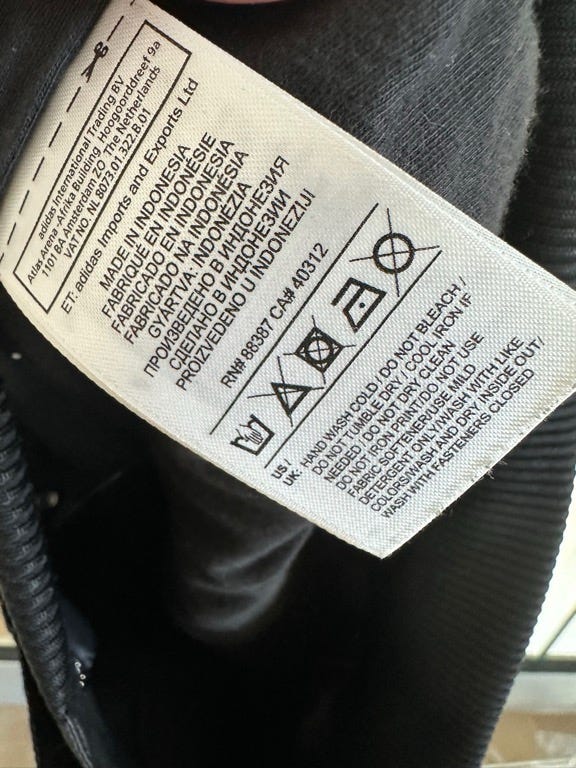 adidas International Trading BV
Atlas Arena Afrika Building Hoogoorddreef 9a
1101 BA Amsterdam ZO The Netherlands
VAT NO. NL 8073.01.322.B.01
ET: adidas Imports and Exports Ltd
MADE IN INDONESIA
FABRIQUE EN INDONÉSIE
FABRICADO EN INDONESIA
FABRICADO NA INDONÉSIA
GYÁRTVA: INDONÉZIA
ПРОИЗВЕДЕНО В ИНДОНЕЗИЯ
СДЕЛАНО В ИНДОНЕЗИИ
PROIZVEDENO U INDONEZIJI
RN# 88387 CA# 40312
US /
UK: HAND WASH COLD / DO NOT BLEACH /
DO NOT TUMBLE DRY / COOL IRON IF
NEEDED / DO NOT DRY CLEAN
DO NOT IRON PRINT/DO NOT USE
FABRIC SOFTENER/USE MILD
DETERGENT ONLY/WASH WITH LIKE
COLORS/WASH AND DRY INSIDE OUT/
WASH WITH FASTENERS CLOSED